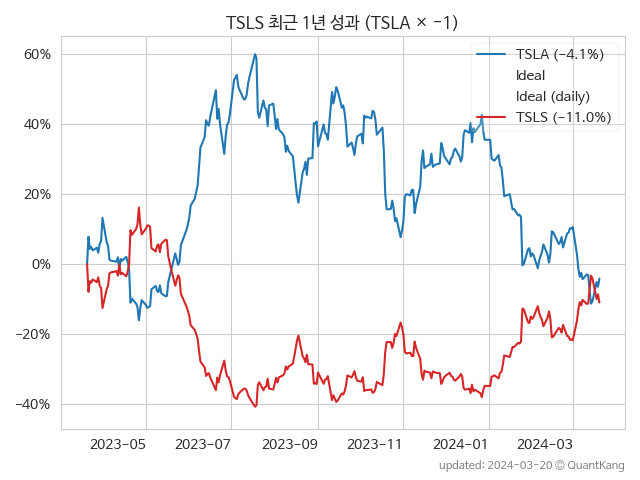 TSLS 최근 1년 성과 (TSLA × −1)
TSLA (−4.1%)
Ideal
Ideal (daily)
TSLS (−11.0%)
60%
40%
20%
0%
−20%
−40%
2023-05
2023-07
2023-09
2023-11
2024-01
2024-03
updated: 2024-03-20 © QuantKang